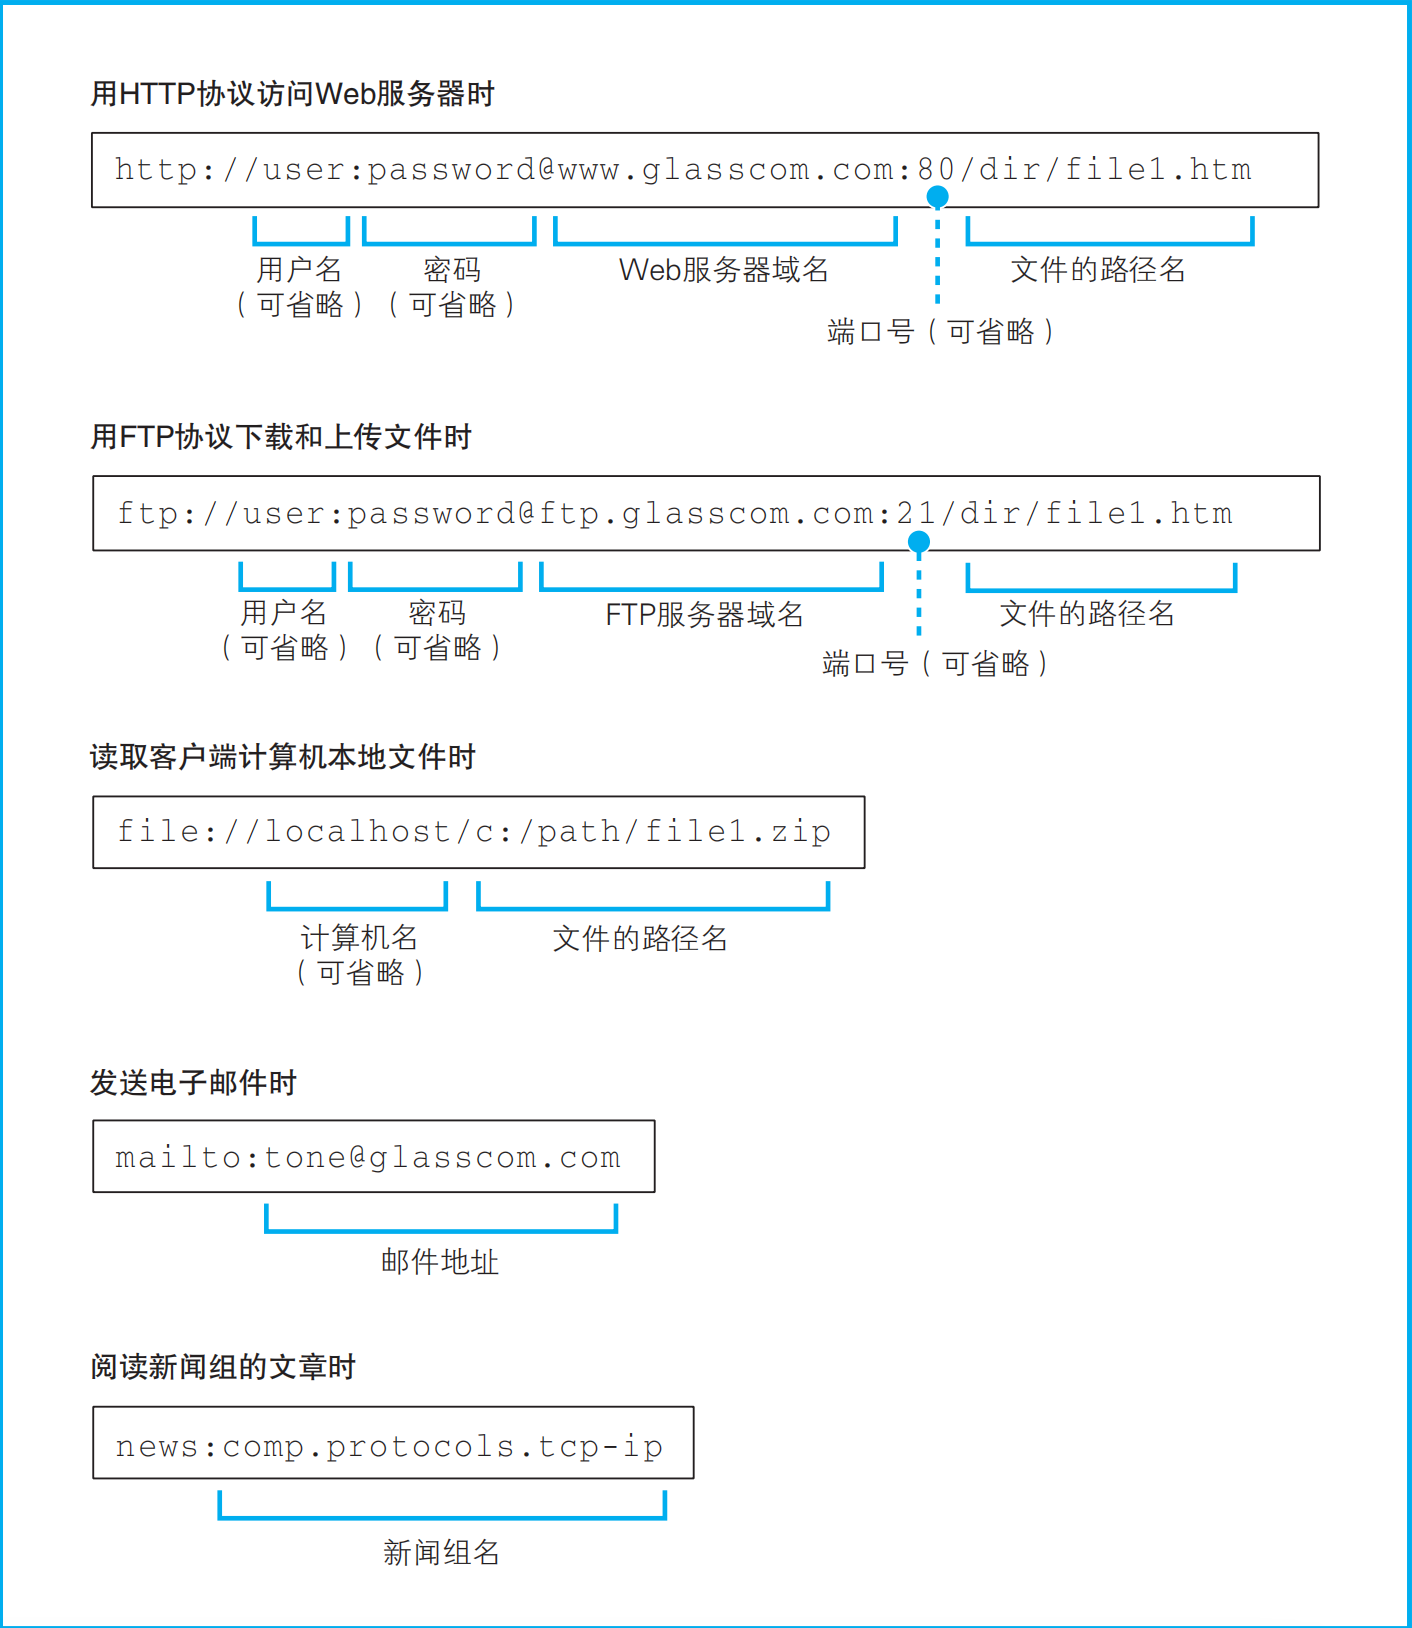 用HTTP协议访问Web服务器时
http://user:password@www.glasscom.com:80/dir/file1.htm
用户名 密码 Web服务器域名 文件的路径名
（可省略）（可省略）
端口号（可省略）
用FTP协议下载和上传文件时
ftp://user:password@ftp.glasscom.com:21/dir/file1.htm
用户名 密码 FTP服务器域名 文件的路径名
（可省略）（可省略）
端口号（可省略）
读取客户端计算机本地文件时
file://localhost/c:/path/file1.zip
计算机名 文件的路径名
（可省略）
发送电子邮件时
mailto:tone@glasscom.com
邮件地址
阅读新闻组的文章时
news:comp.protocols.tcp-ip
新闻组名